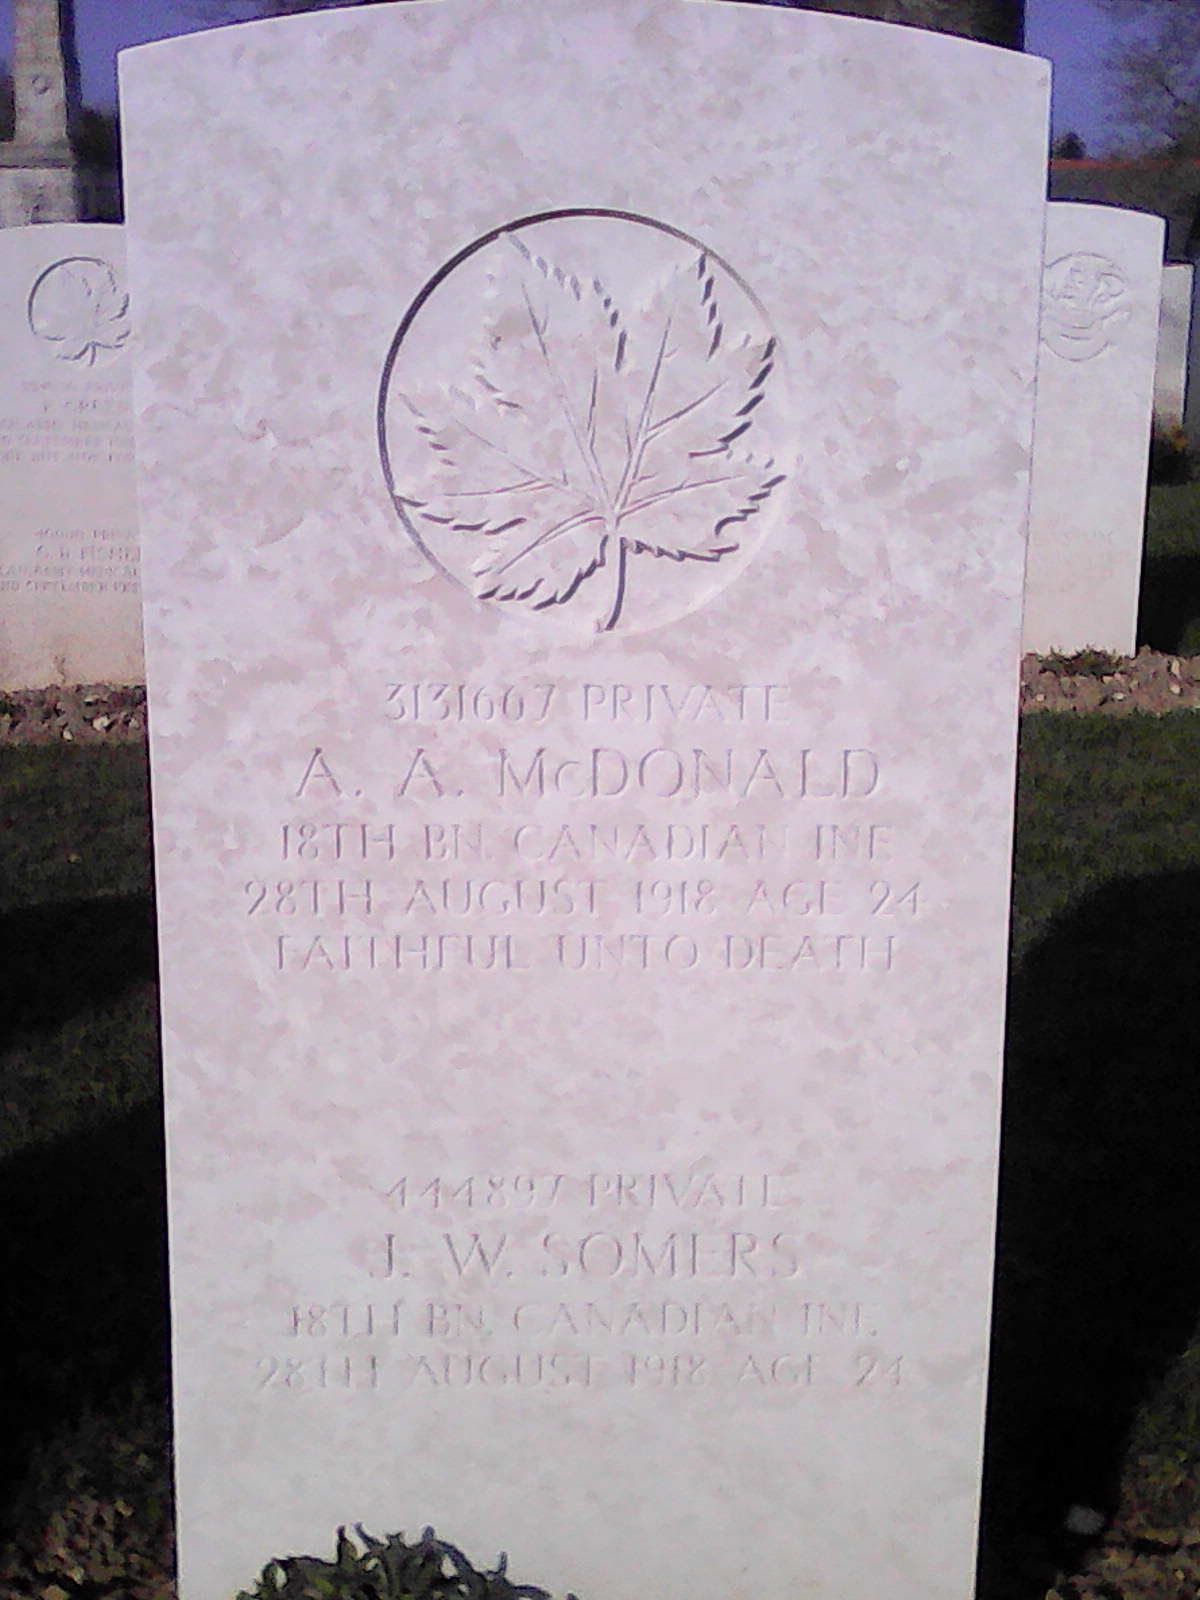 3131667 PRIVATE
A. A. McDONALD
18TH BN. CANADIAN INF.
28TH AUGUST 1918 AGE 24
FAITHFUL UNTO DEATH
444897 PRIVATE
J. W. SOMERS
18TH BN. CANADIAN INF.
28TH AUGUST 1918 AGE 24